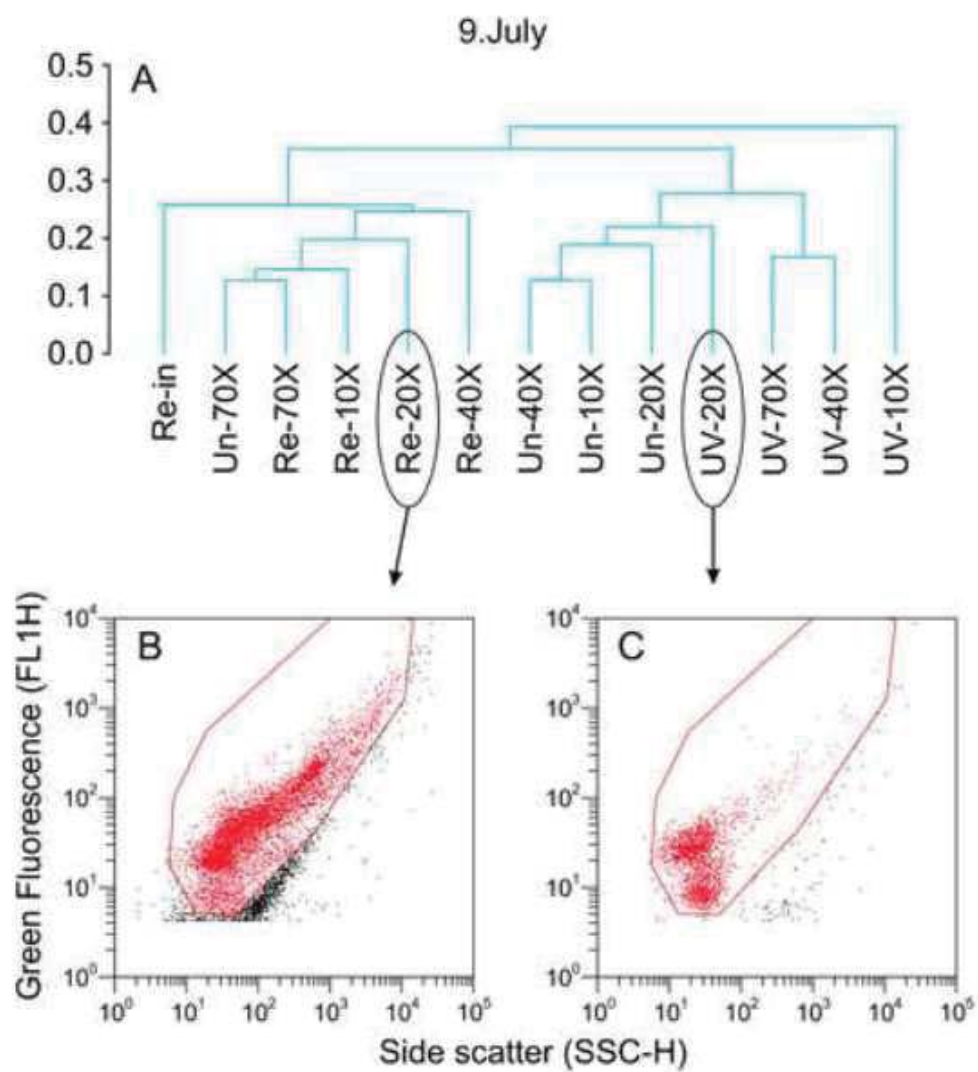 9.July
A
0.5
0.4
0.3
0.2
0.1
0.0
Re-in
Un-70X
Re-70X
Re-10X
Re-20X
Re-40X
Un-40X
Un-10X
Un-20X
UV-20X
UV-70X
UV-40X
UV-10X
Green Fluorescence (FL1H)
B
10⁴
10³
10²
10¹
10⁰
10⁰ 10¹ 10² 10³ 10⁴ 10⁵
C
10⁴
10³
10²
10¹
10⁰
10⁰ 10¹ 10² 10³ 10⁴ 10⁵
Side scatter (SSC-H)